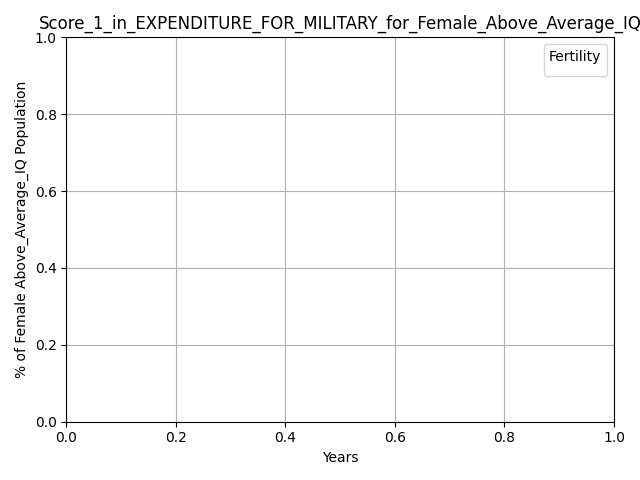 Score_1_in_EXPENDITURE_FOR_MILITARY_for_Female_Above_Average_IQ
Fertility
% of Female Above_Average_IQ Population
1.0
0.8
0.6
0.4
0.2
0.0
0.0 0.2 0.4 0.6 0.8 1.0
Years